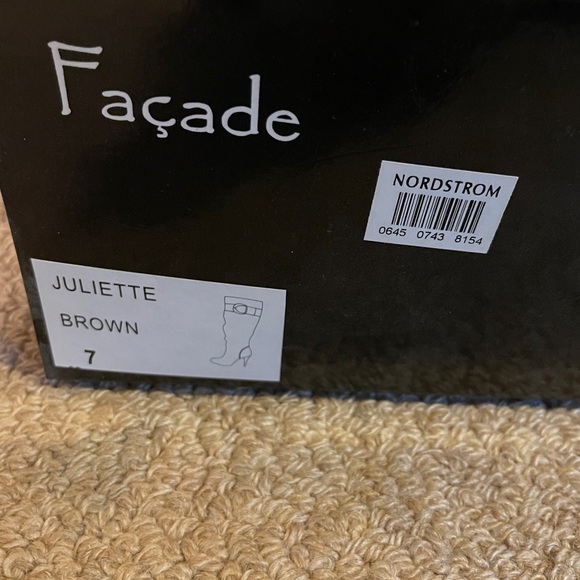 Façade
NORDSTROM
0645 0743 8154
JULIETTE
BROWN
7